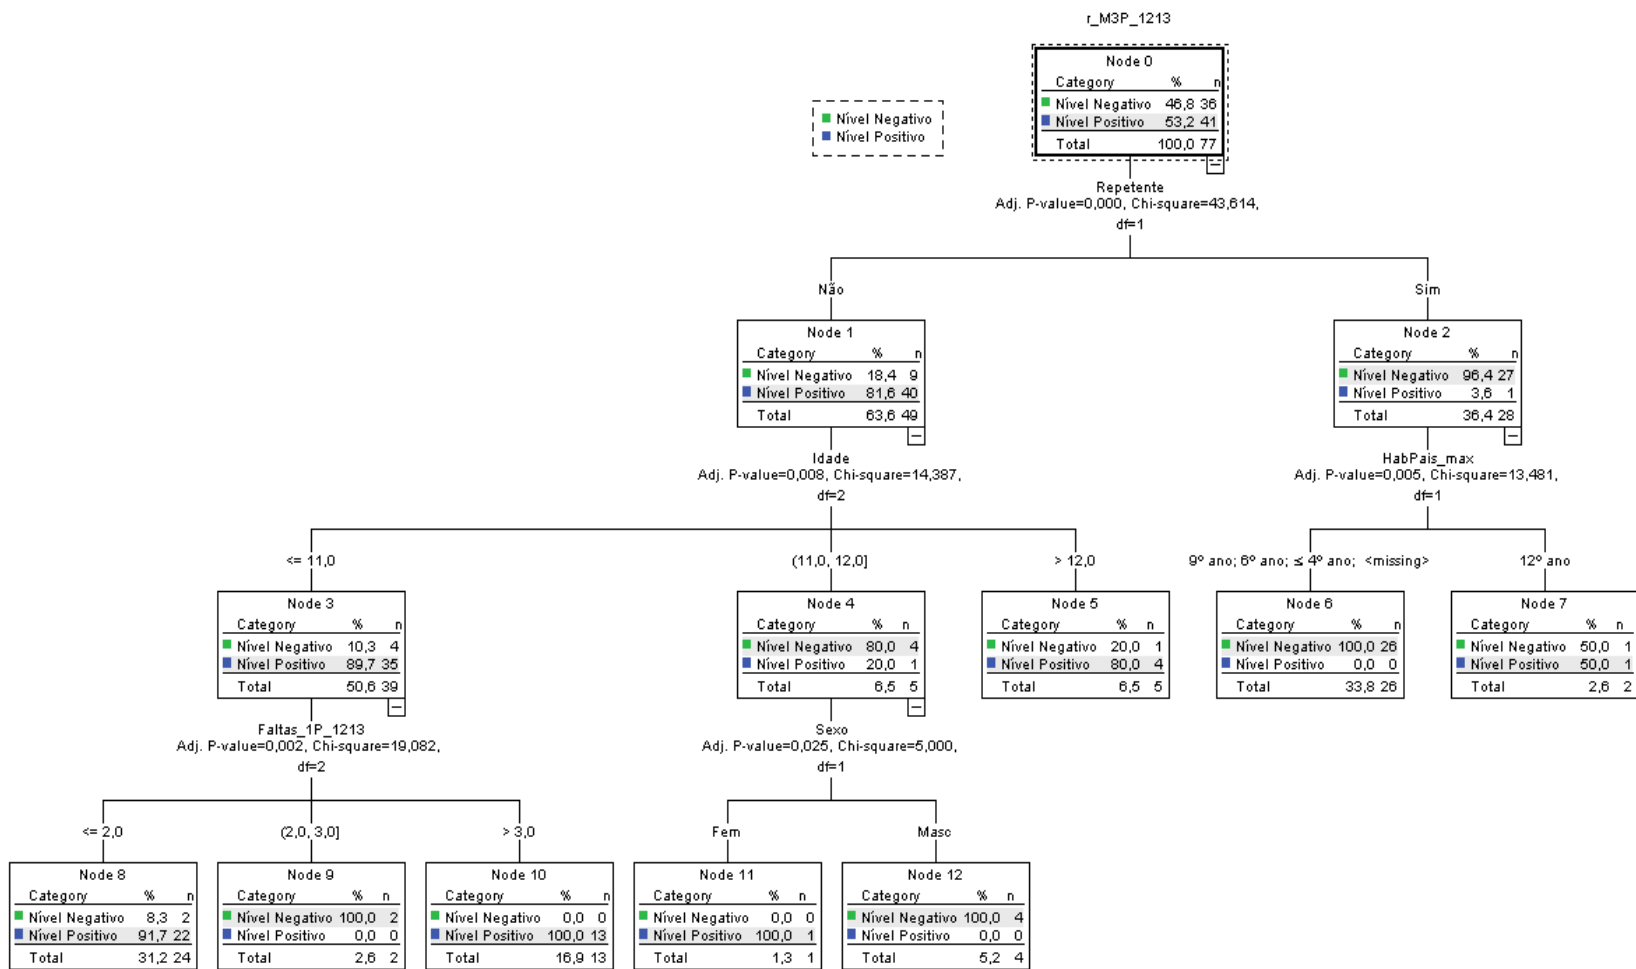 r_M3P_1213
Node 0
Category % n
Nível Negativo 46,8 36
Nível Positivo 53,2 41
Total 100,0 77
Nível Negativo
Nível Positivo
Repetente
Adj. P-value=0,000, Chi-square=43,614,
df=1
Não
Sim
Node 1
Category % n
Nível Negativo 18,4 9
Nível Positivo 81,6 40
Total 63,6 49
Node 2
Category % n
Nível Negativo 96,4 27
Nível Positivo 3,6 1
Total 36,4 28
Idade
Adj. P-value=0,008, Chi-square=14,387,
df=2
HabPais_max
Adj. P-value=0,005, Chi-square=13,481,
df=1
<= 11,0
(11,0, 12,0]
> 12,0
9º ano; 6º ano; ≤ 4º ano; <missing>
12º ano
Node 3
Category % n
Nível Negativo 10,3 4
Nível Positivo 89,7 35
Total 50,6 39
Node 4
Category % n
Nível Negativo 80,0 4
Nível Positivo 20,0 1
Total 6,5 5
Node 5
Category % n
Nível Negativo 20,0 1
Nível Positivo 80,0 4
Total 6,5 5
Node 6
Category % n
Nível Negativo 100,0 26
Nível Positivo 0,0 0
Total 33,8 26
Node 7
Category % n
Nível Negativo 50,0 1
Nível Positivo 50,0 1
Total 2,6 2
Faltas_1P_1213
Adj. P-value=0,002, Chi-square=19,082,
df=2
Sexo
Adj. P-value=0,025, Chi-square=5,000,
df=1
<= 2,0
(2,0, 3,0]
> 3,0
Fem
Masc
Node 8
Category % n
Nível Negativo 8,3 2
Nível Positivo 91,7 22
Total 31,2 24
Node 9
Category % n
Nível Negativo 100,0 2
Nível Positivo 0,0 0
Total 2,6 2
Node 10
Category % n
Nível Negativo 0,0 0
Nível Positivo 100,0 13
Total 16,9 13
Node 11
Category % n
Nível Negativo 0,0 0
Nível Positivo 100,0 1
Total 1,3 1
Node 12
Category % n
Nível Negativo 100,0 4
Nível Positivo 0,0 0
Total 5,2 4